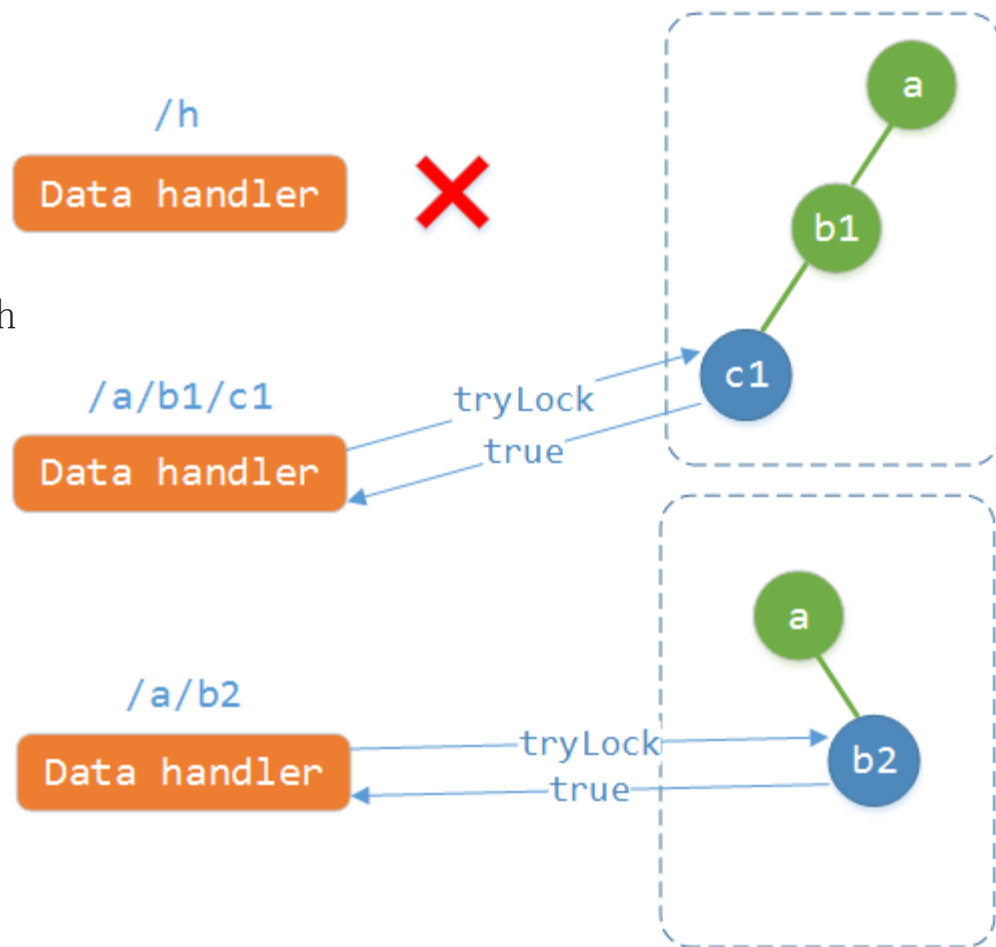 /h
Data handler
h
/a/b1/c1
Data handler
tryLock
true
a
b1
c1
/a/b2
Data handler
tryLock
true
a
b2